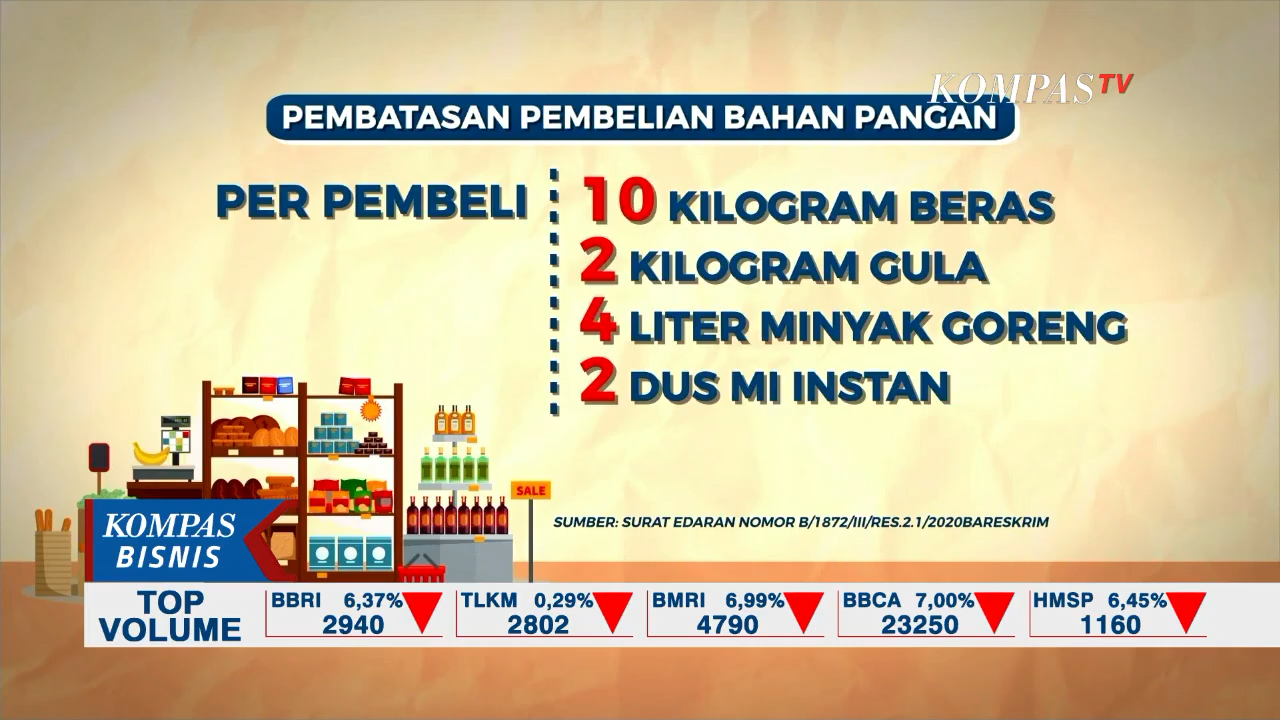 KOMPAS TV
PEMBATASAN PEMBELIAN BAHAN PANGAN
PER PEMBELI
10 KILOGRAM BERAS
2 KILOGRAM GULA
4 LITER MINYAK GORENG
2 DUS MI INSTAN
SALE
SUMBER: SURAT EDARAN NOMOR B/1872/III/RES.2.1/2020BARESKRIM
KOMPAS
BISNIS
TOP
VOLUME
BBRI 6,37%
2940
TLKM 0,29%
2802
BMRI 6,99%
4790
BBCA 7,00%
23250
HMSP 6,45%
1160